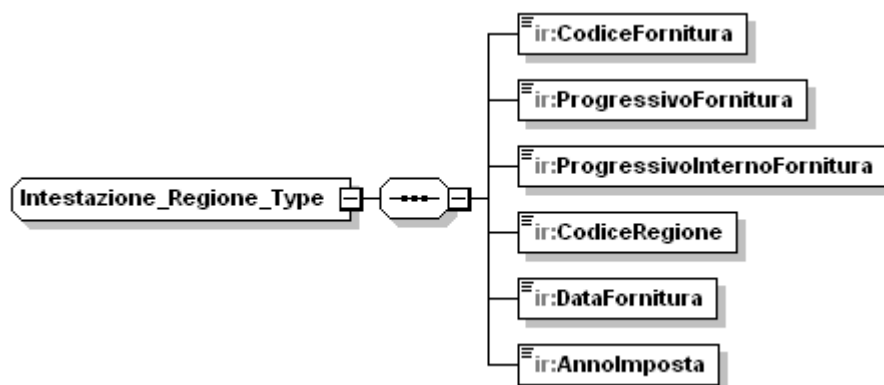 ir:CodiceFornitura
ir:ProgressivoFornitura
ir:ProgressivoInternoFornitura
Intestazione_Regione_Type
ir:CodiceRegione
ir:DataFornitura
ir:AnnoImposta